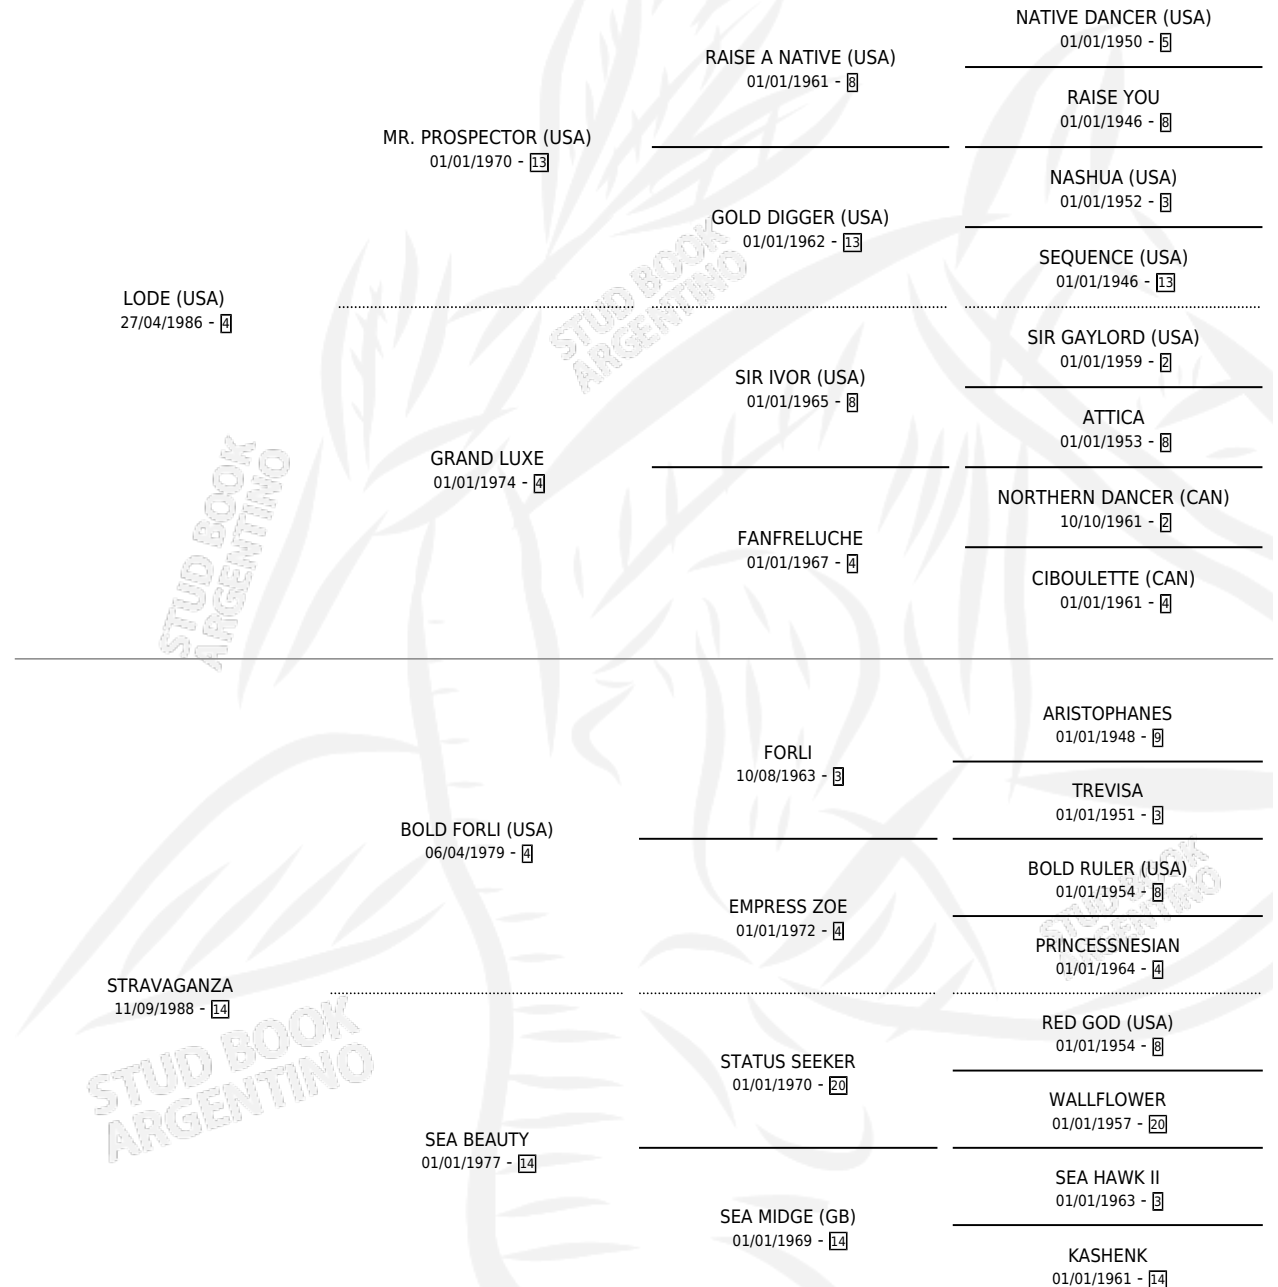 NATIVE DANCER (USA)
01/01/1950 - 5
RAISE A NATIVE (USA)
01/01/1961 - 8
RAISE YOU
01/01/1946 - 8
MR. PROSPECTOR (USA)
01/01/1970 - 13
NASHUA (USA)
01/01/1952 - 3
GOLD DIGGER (USA)
01/01/1962 - 13
SEQUENCE (USA)
01/01/1946 - 13
LODE (USA)
27/04/1986 - 4
SIR GAYLORD (USA)
01/01/1959 - 2
SIR IVOR (USA)
01/01/1965 - 8
ATTICA
01/01/1953 - 8
GRAND LUXE
01/01/1974 - 4
NORTHERN DANCER (CAN)
10/10/1961 - 2
FANFRELUCHE
01/01/1967 - 4
CIBOULETTE (CAN)
01/01/1961 - 4
ARISTOPHANES
01/01/1948 - 9
FORLI
10/08/1963 - 3
TREVISA
01/01/1951 - 3
BOLD FORLI (USA)
06/04/1979 - 4
BOLD RULER (USA)
01/01/1954 - 8
EMPRESS ZOE
01/01/1972 - 4
PRINCESSNESIAN
01/01/1964 - 4
STRAVAGANZA
11/09/1988 - 14
RED GOD (USA)
01/01/1954 - 8
STATUS SEEKER
01/01/1970 - 20
WALLFLOWER
01/01/1957 - 20
SEA BEAUTY
01/01/1977 - 14
SEA HAWK II
01/01/1963 - 3
SEA MIDGE (GB)
01/01/1969 - 14
KASHENK
01/01/1961 - 14
STUD BOOK
ARGENTINO
STUD BOOK
ARGENTINO
STUD BOOK
ARGENTINO
STUD BOOK
ARGENTINO